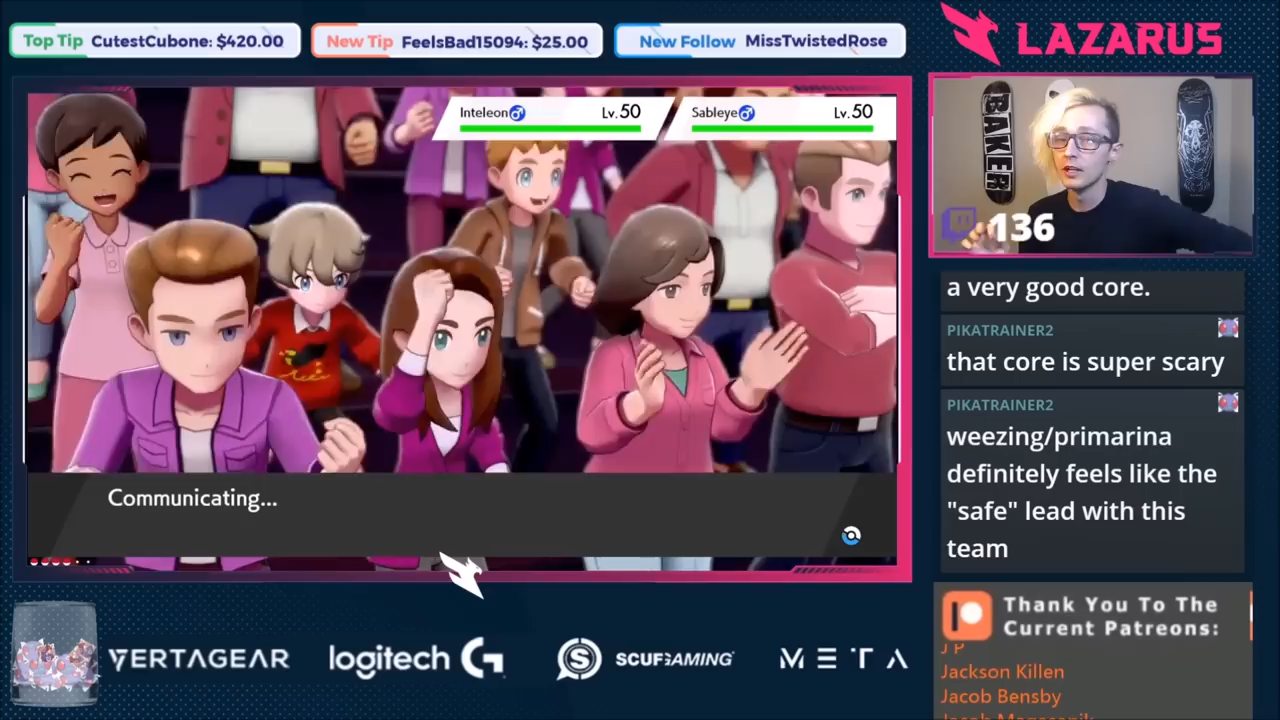 Top Tip CutestCubone: $420.00
New Tip FeelsBad15094: $25.00
New Follow MissTwistedRose
LAZARUS
Inteleon♂ Lv.50
Sableye♂ Lv.50
BAKER
136
a very good core.
PIKATRAINER2
that core is super scary
PIKATRAINER2
weezing/primarina
definitely feels like the
"safe" lead with this
team
Communicating...
Thank You To The
Current Patreons:
J P
Jackson Killen
Jacob Bensby
VERTAGEAR
logitech G
S SCUFGAMING
META